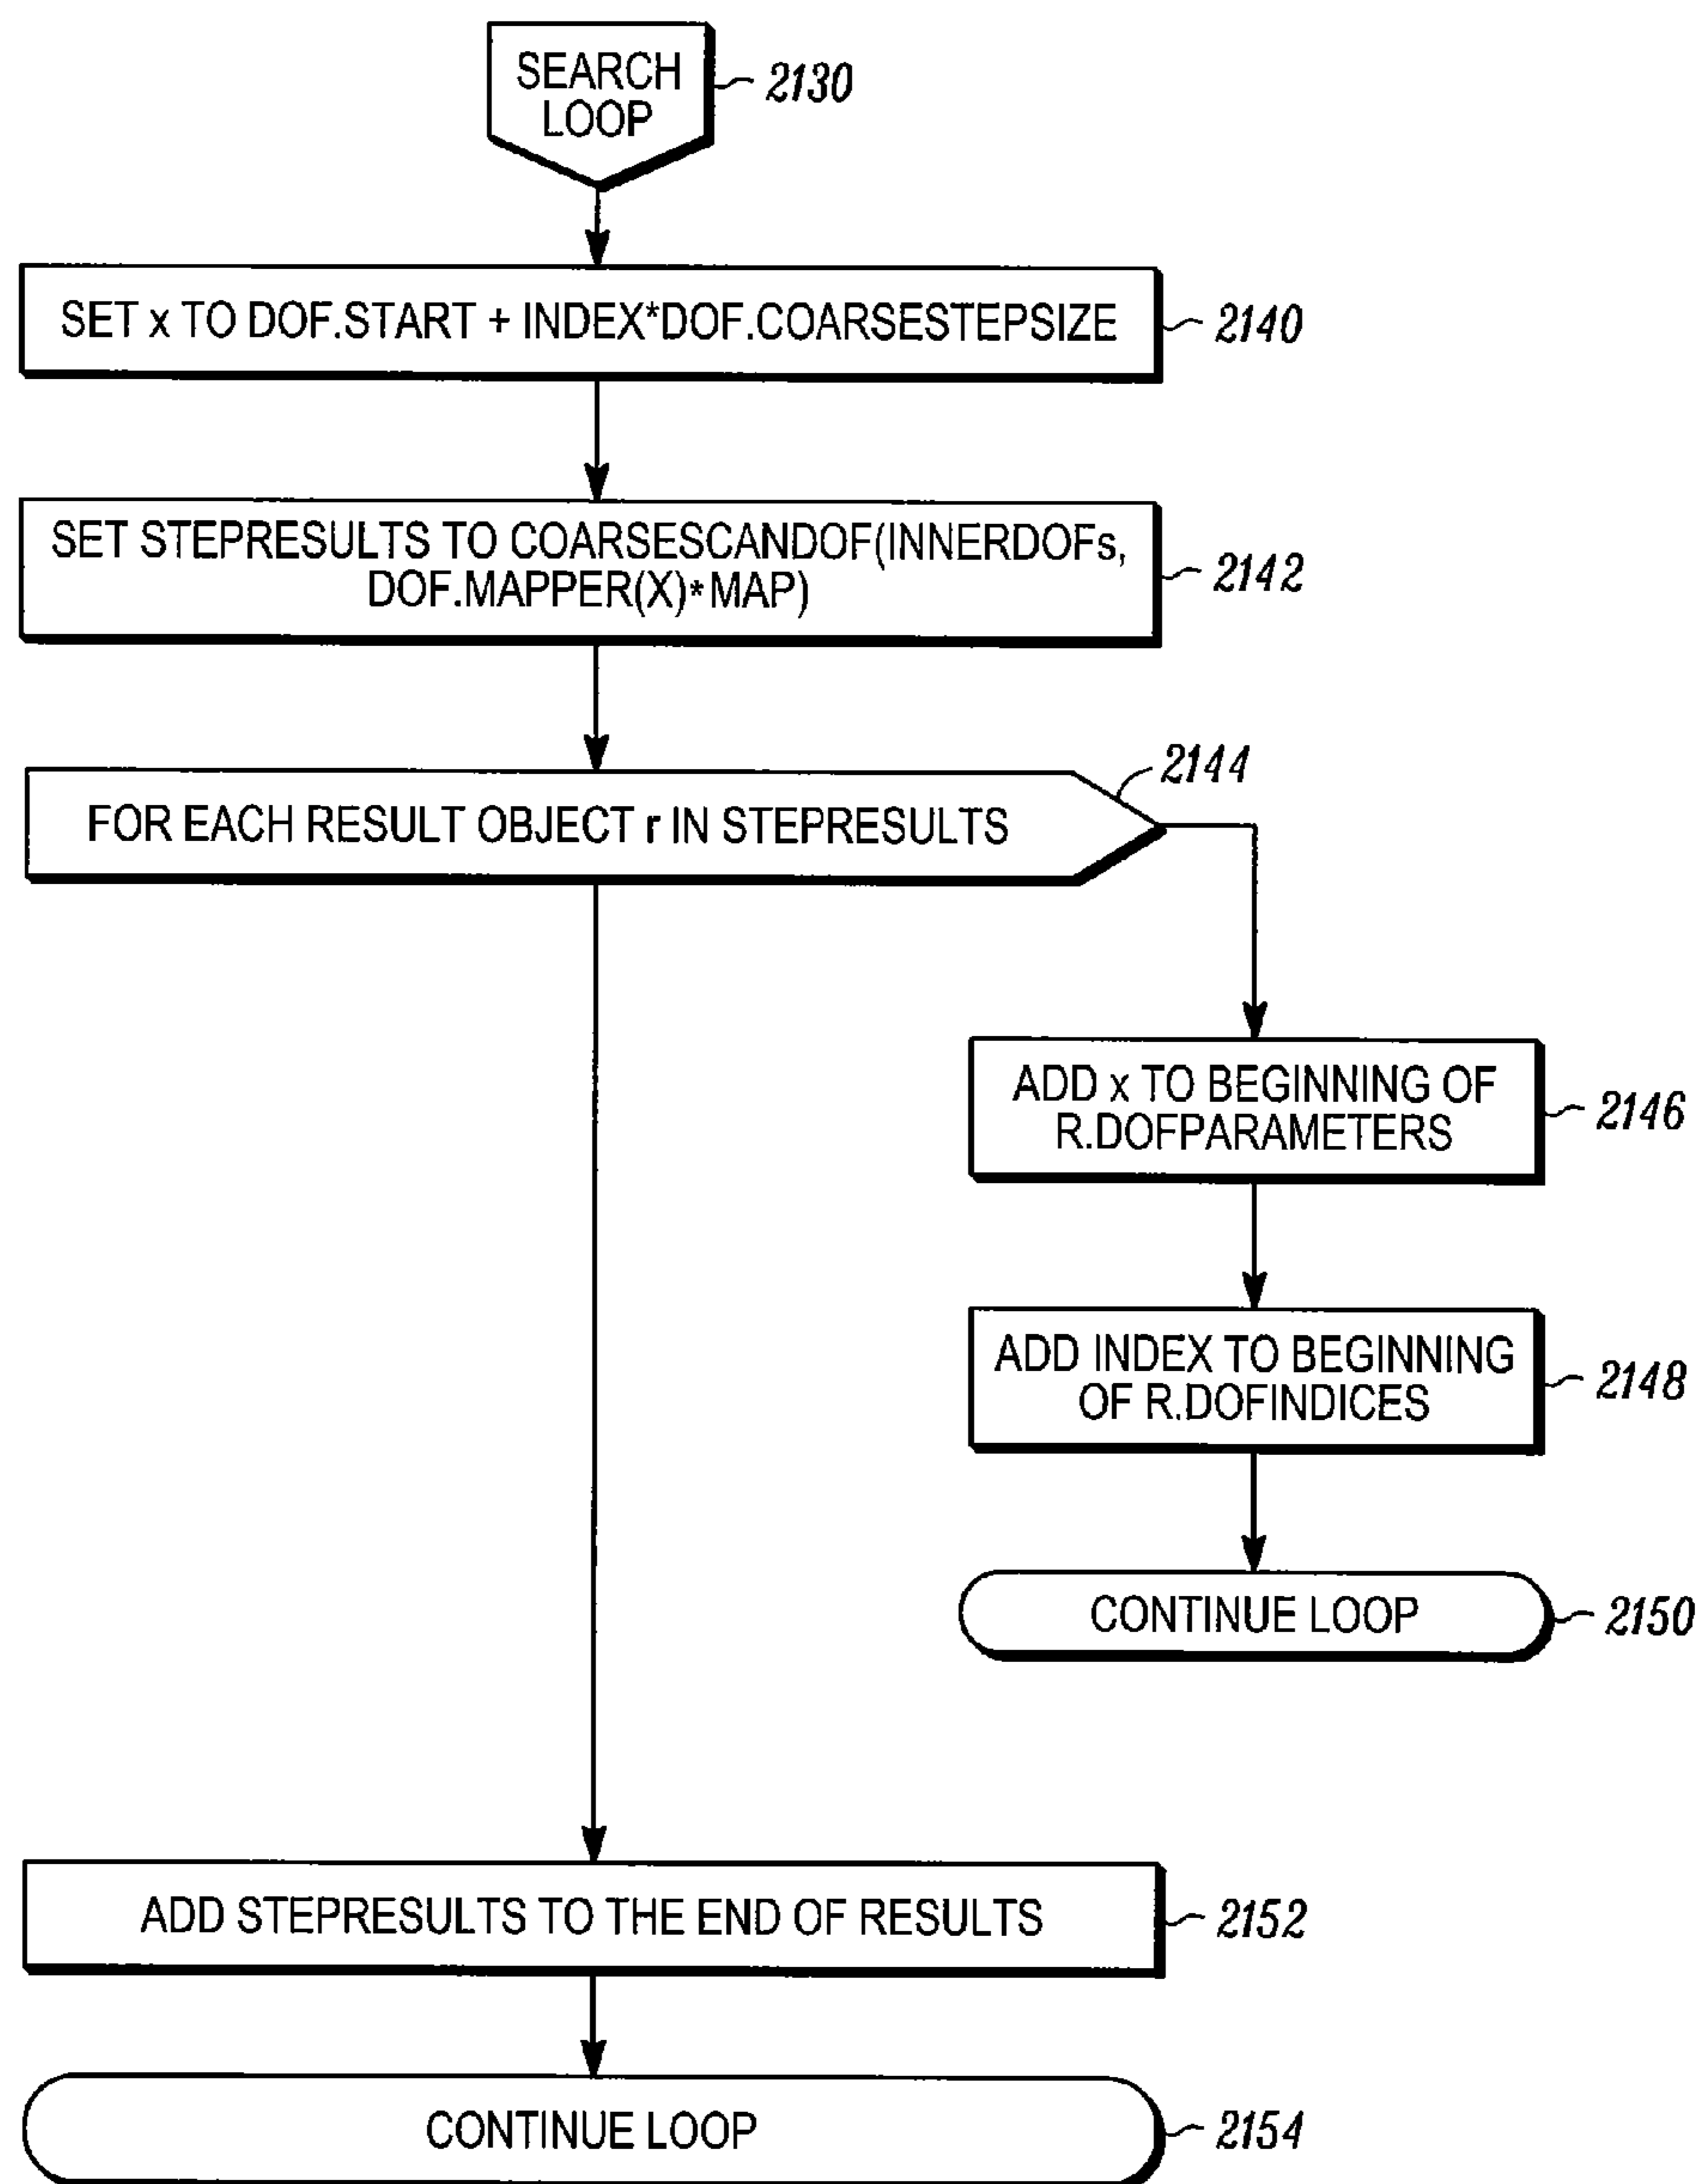 SEARCH
LOOP
2130
SET x TO DOF.START + INDEX*DOF.COARSESTEPSIZE
2140
SET STEPRESULTS TO COARSESCANDOF(INNERDOFs,
DOF.MAPPER(X)*MAP)
2142
2144
FOR EACH RESULT OBJECT r IN STEPRESULTS
ADD x TO BEGINNING OF
R.DOFPARAMETERS
2146
ADD INDEX TO BEGINNING
OF R.DOFINDICES
2148
CONTINUE LOOP
2150
ADD STEPRESULTS TO THE END OF RESULTS
2152
CONTINUE LOOP
2154